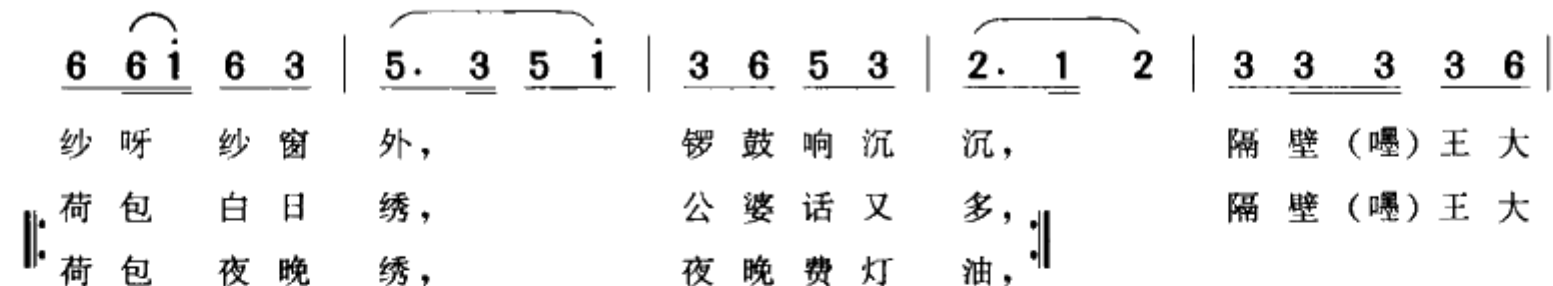 6 6 1̇ 6 3 | 5. 3 5 1̇ | 3 6 5 3 | 2. 1 2 | 3 3 3 3 6 |
纱呀 纱窗 外， 锣鼓响沉 沉， 隔壁（嘿）王大
荷包 白日 绣， 公婆话又 多， 隔壁（嘿）王大
荷包 夜晚 绣， 夜晚费灯 油，